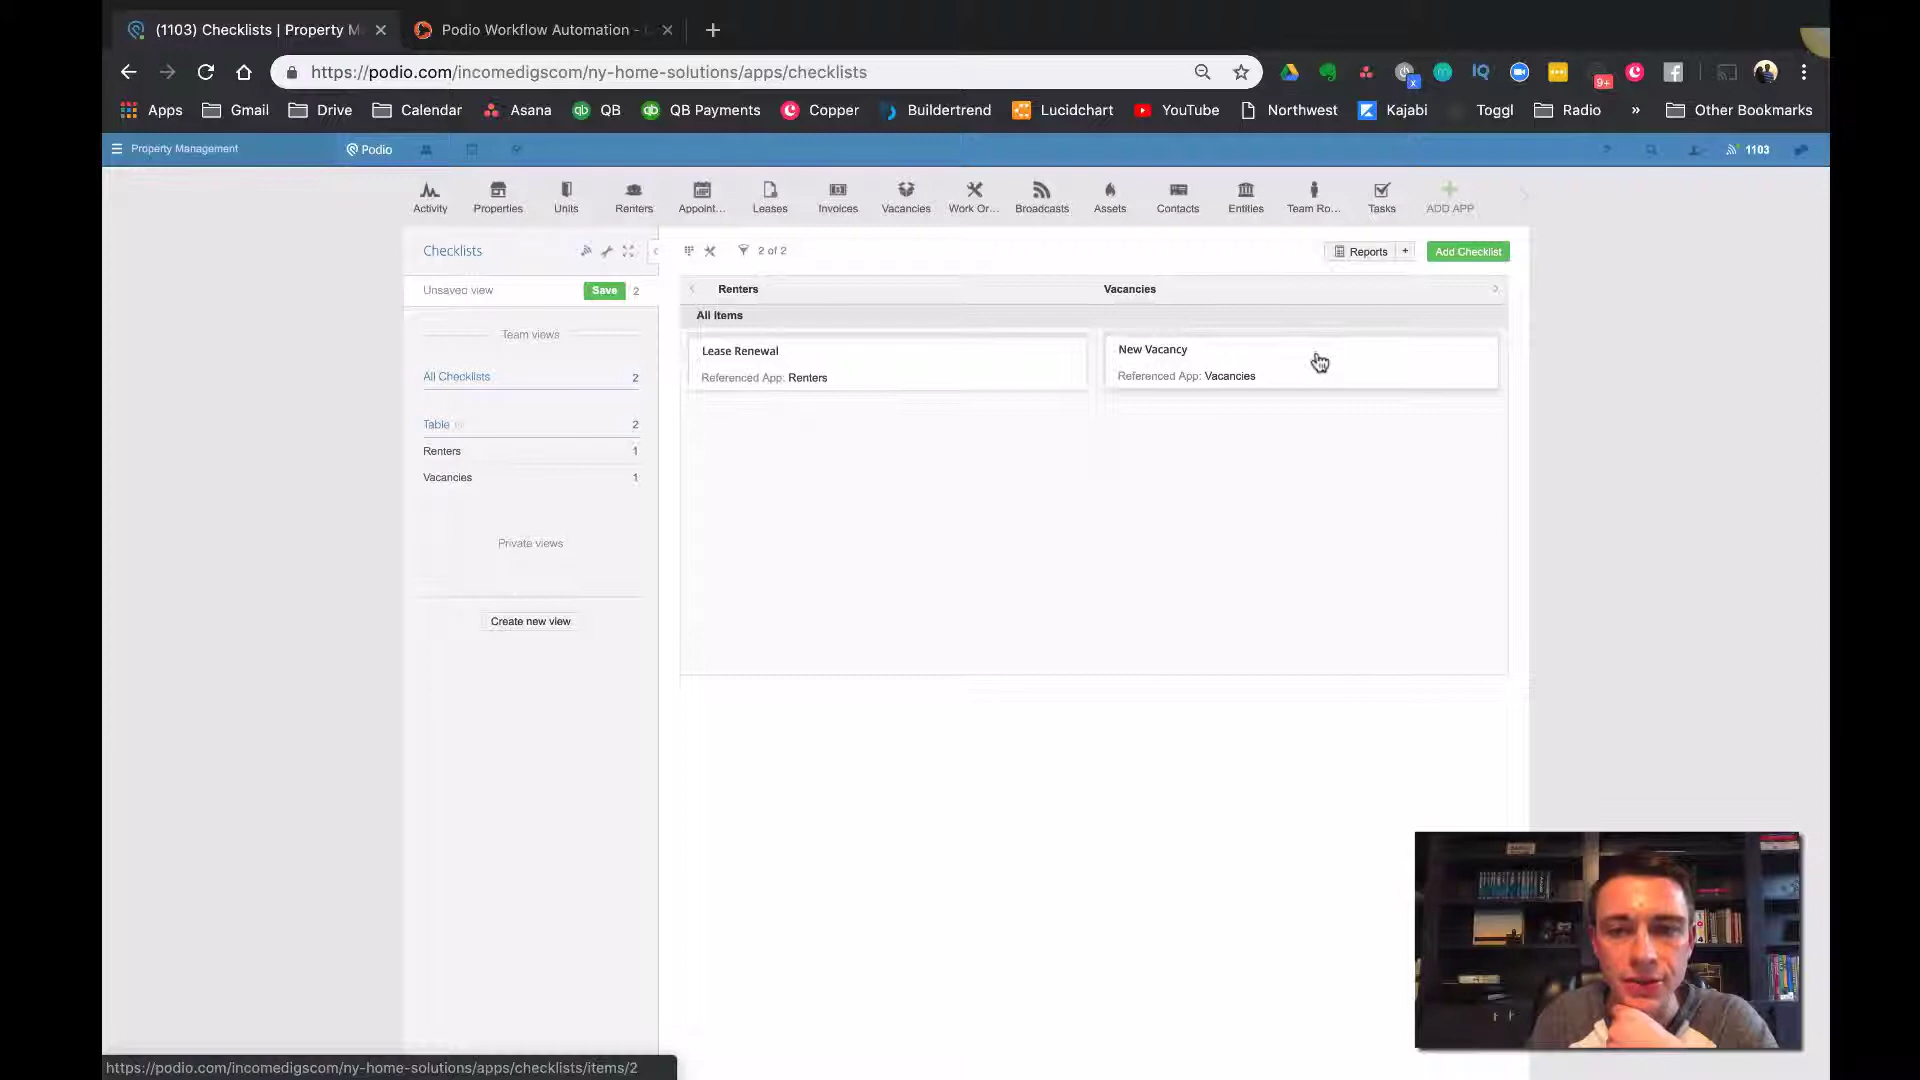 (1103) Checklists | Property M
Podio Workflow Automation -
https://podio.com/incomedigscom/ny-home-solutions/apps/checklists
9+
Apps Gmail Drive Calendar Asana QB QB Payments Copper Buildertrend Lucidchart YouTube Northwest Kajabi Toggl Radio » Other Bookmarks
Property Management Podio 1103
Activity Properties Units Renters Appoint... Leases Invoices Vacancies Work Or... Broadcasts Assets Contacts Entities Team Ro... Tasks ADD APP
Checklists
2 of 2
Reports +
Add Checklist
Unsaved view Save 2
Renters Vacancies
All items
Team views
Lease Renewal
Referenced App: Renters
New Vacancy
Referenced App: Vacancies
All Checklists 2
Table 2
Renters 1
Vacancies 1
Private views
Create new view
https://podio.com/incomedigscom/ny-home-solutions/apps/checklists/items/2